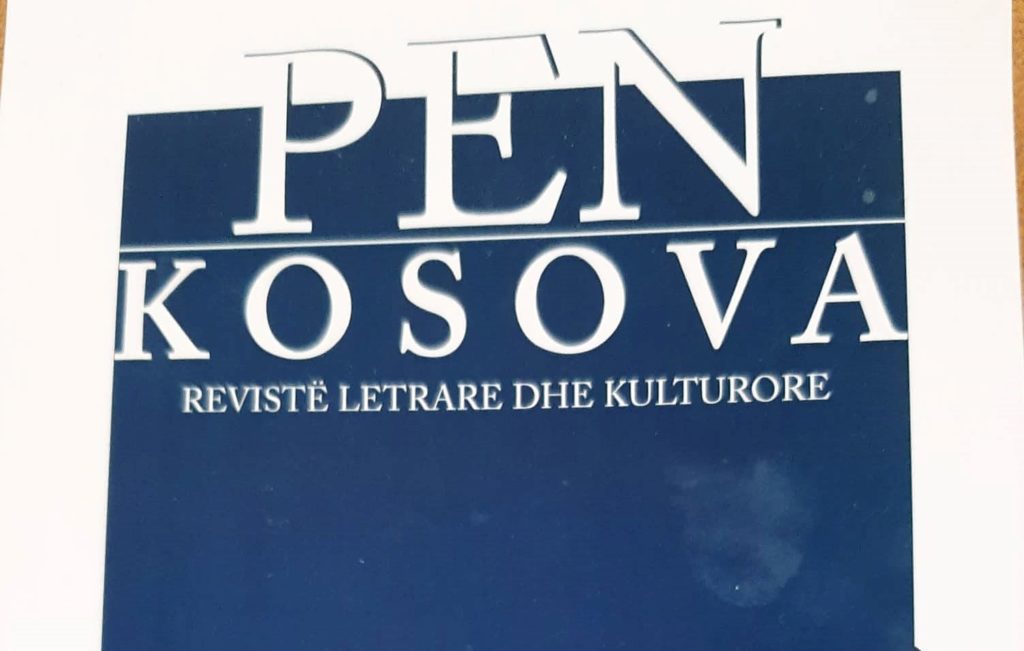 PEN
KOSOVA
REVISTË LETRARE DHE KULTURORE